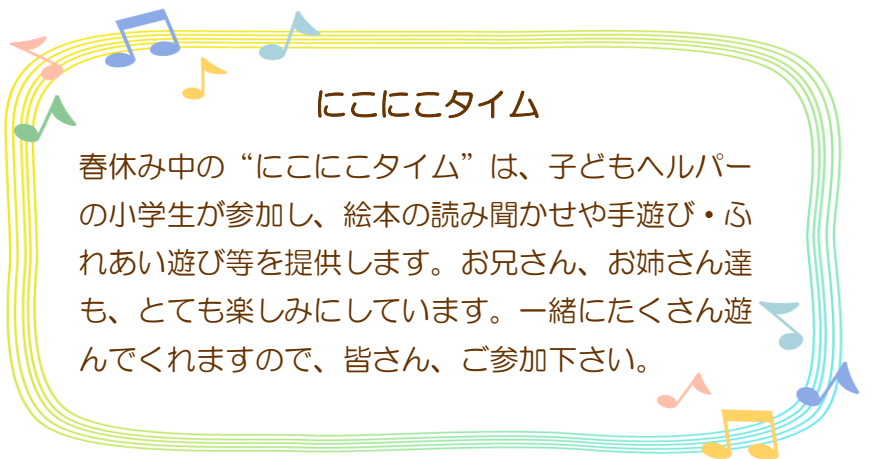 にこにこタイム
春休み中の“にこにこタイム”は、子どもヘルパー
の小学生が参加し、絵本の読み聞かせや手遊び・ふ
れあい遊び等を提供します。お兄さん、お姉さん達
も、とても楽しみにしています。一緒にたくさん遊
んでくれますので、皆さん、ご参加下さい。